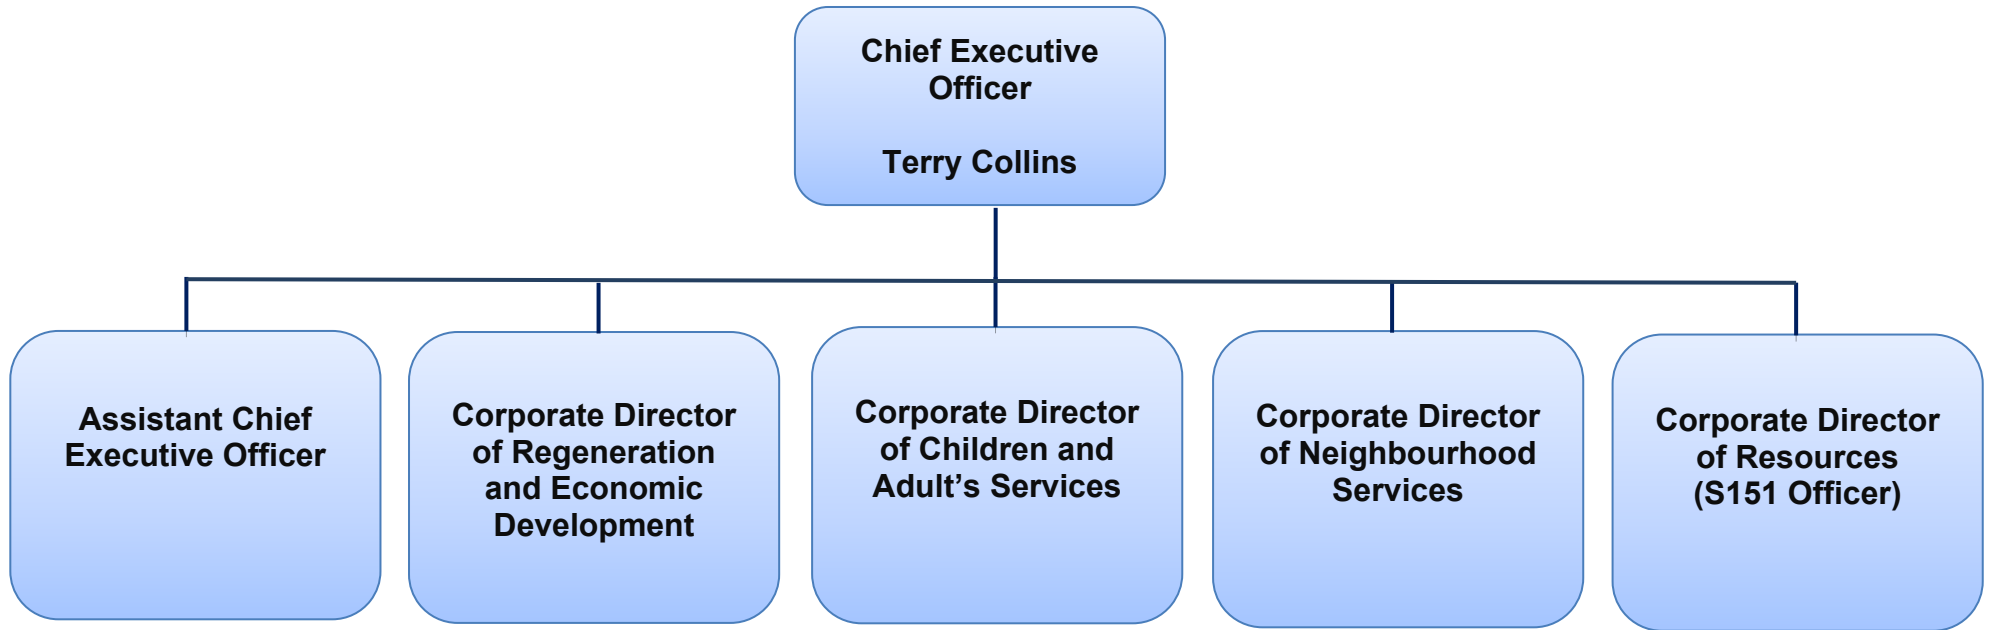 Chief Executive
Officer
Terry Collins
Assistant Chief
Executive Officer
Corporate Director
of Regeneration
and Economic
Development
Corporate Director
of Children and
Adult’s Services
Corporate Director
of Neighbourhood
Services
Corporate Director
of Resources
(S151 Officer)